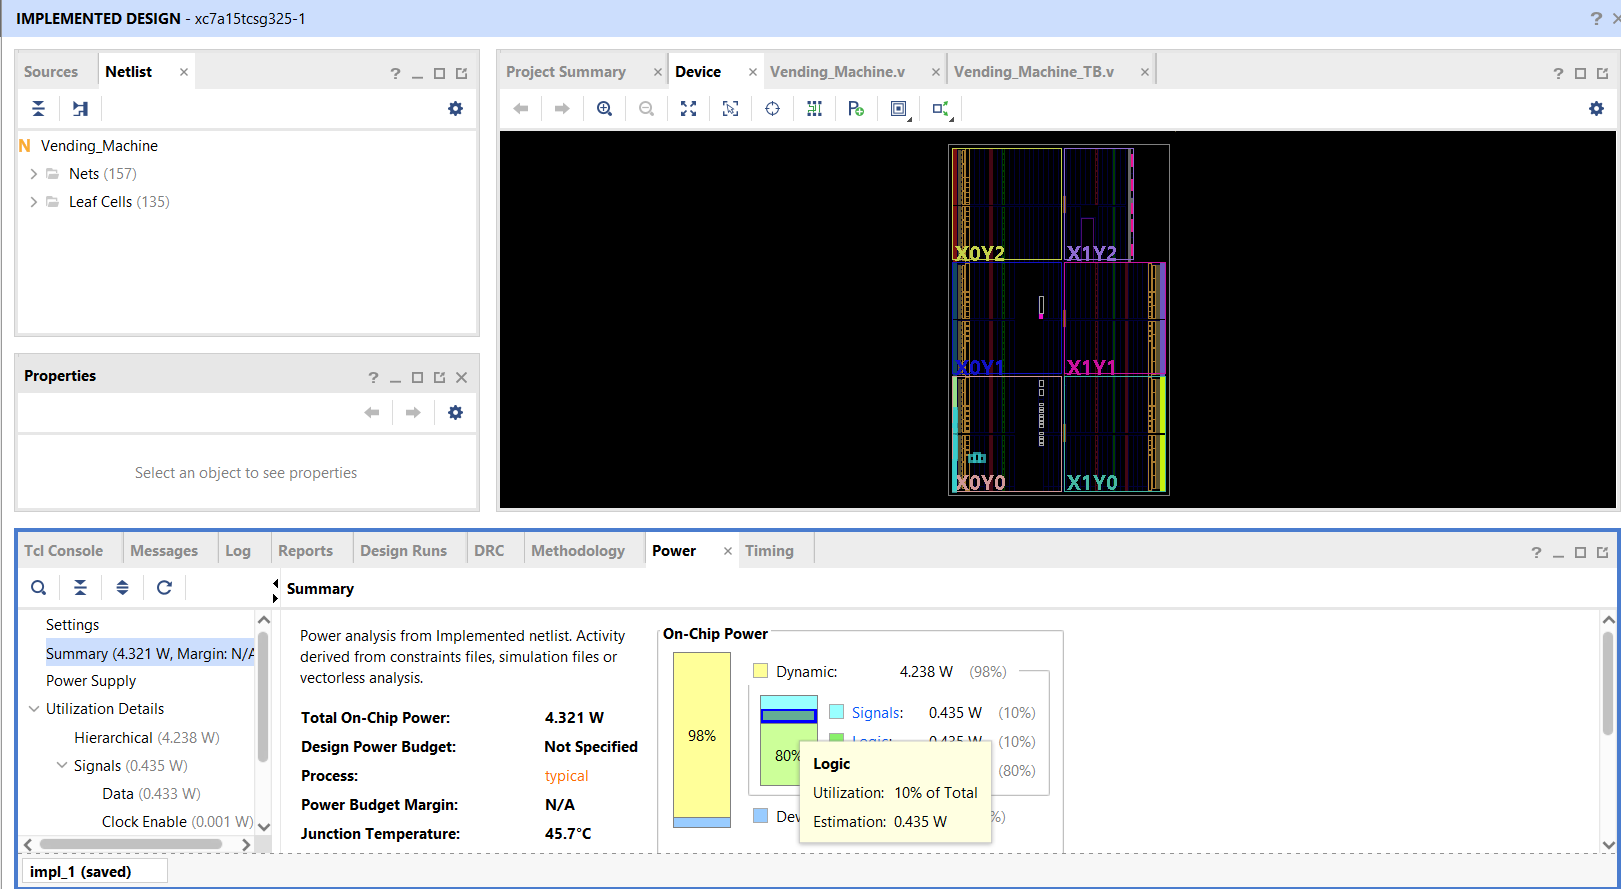 IMPLEMENTED DESIGN - xc7a15tcsg325-1
Sources
Netlist
Vending_Machine
Nets (157)
Leaf Cells (135)
Properties
Select an object to see properties
Project Summary
Device
Vending_Machine.v
Vending_Machine_TB.v
X0Y2
X1Y2
X0Y1
X1Y1
X0Y0
X1Y0
Tcl Console
Messages
Log
Reports
Design Runs
DRC
Methodology
Power
Timing
Settings
Summary (4.321 W, Margin: N/A
Power Supply
Utilization Details
Hierarchical (4.238 W)
Signals (0.435 W)
Data (0.433 W)
Clock Enable (0.001 W)
Summary
Power analysis from Implemented netlist. Activity
derived from constraints files, simulation files or
vectorless analysis.
Total On-Chip Power: 4.321 W
Design Power Budget: Not Specified
Process: typical
Power Budget Margin: N/A
Junction Temperature: 45.7°C
On-Chip Power
98%
Dynamic: 4.238 W (98%)
80%
Signals: 0.435 W (10%)
Logic: 0.435 W (10%)
(80%)
Logic
Utilization: 10% of Total
Estimation: 0.435 W
impl_1 (saved)